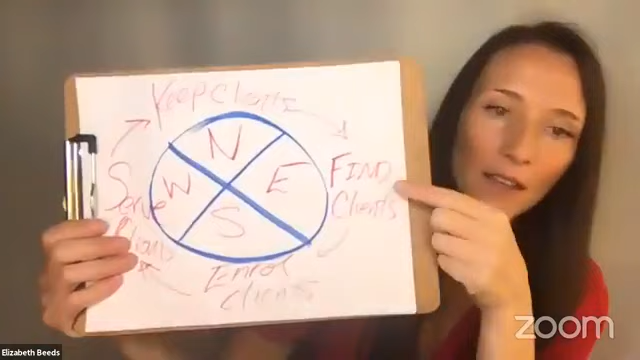 Keep Clients
N
W
E
S
FIND
Clients
Serve
Clients
Enrol
Clients
zoom
Elizabeth Beeds